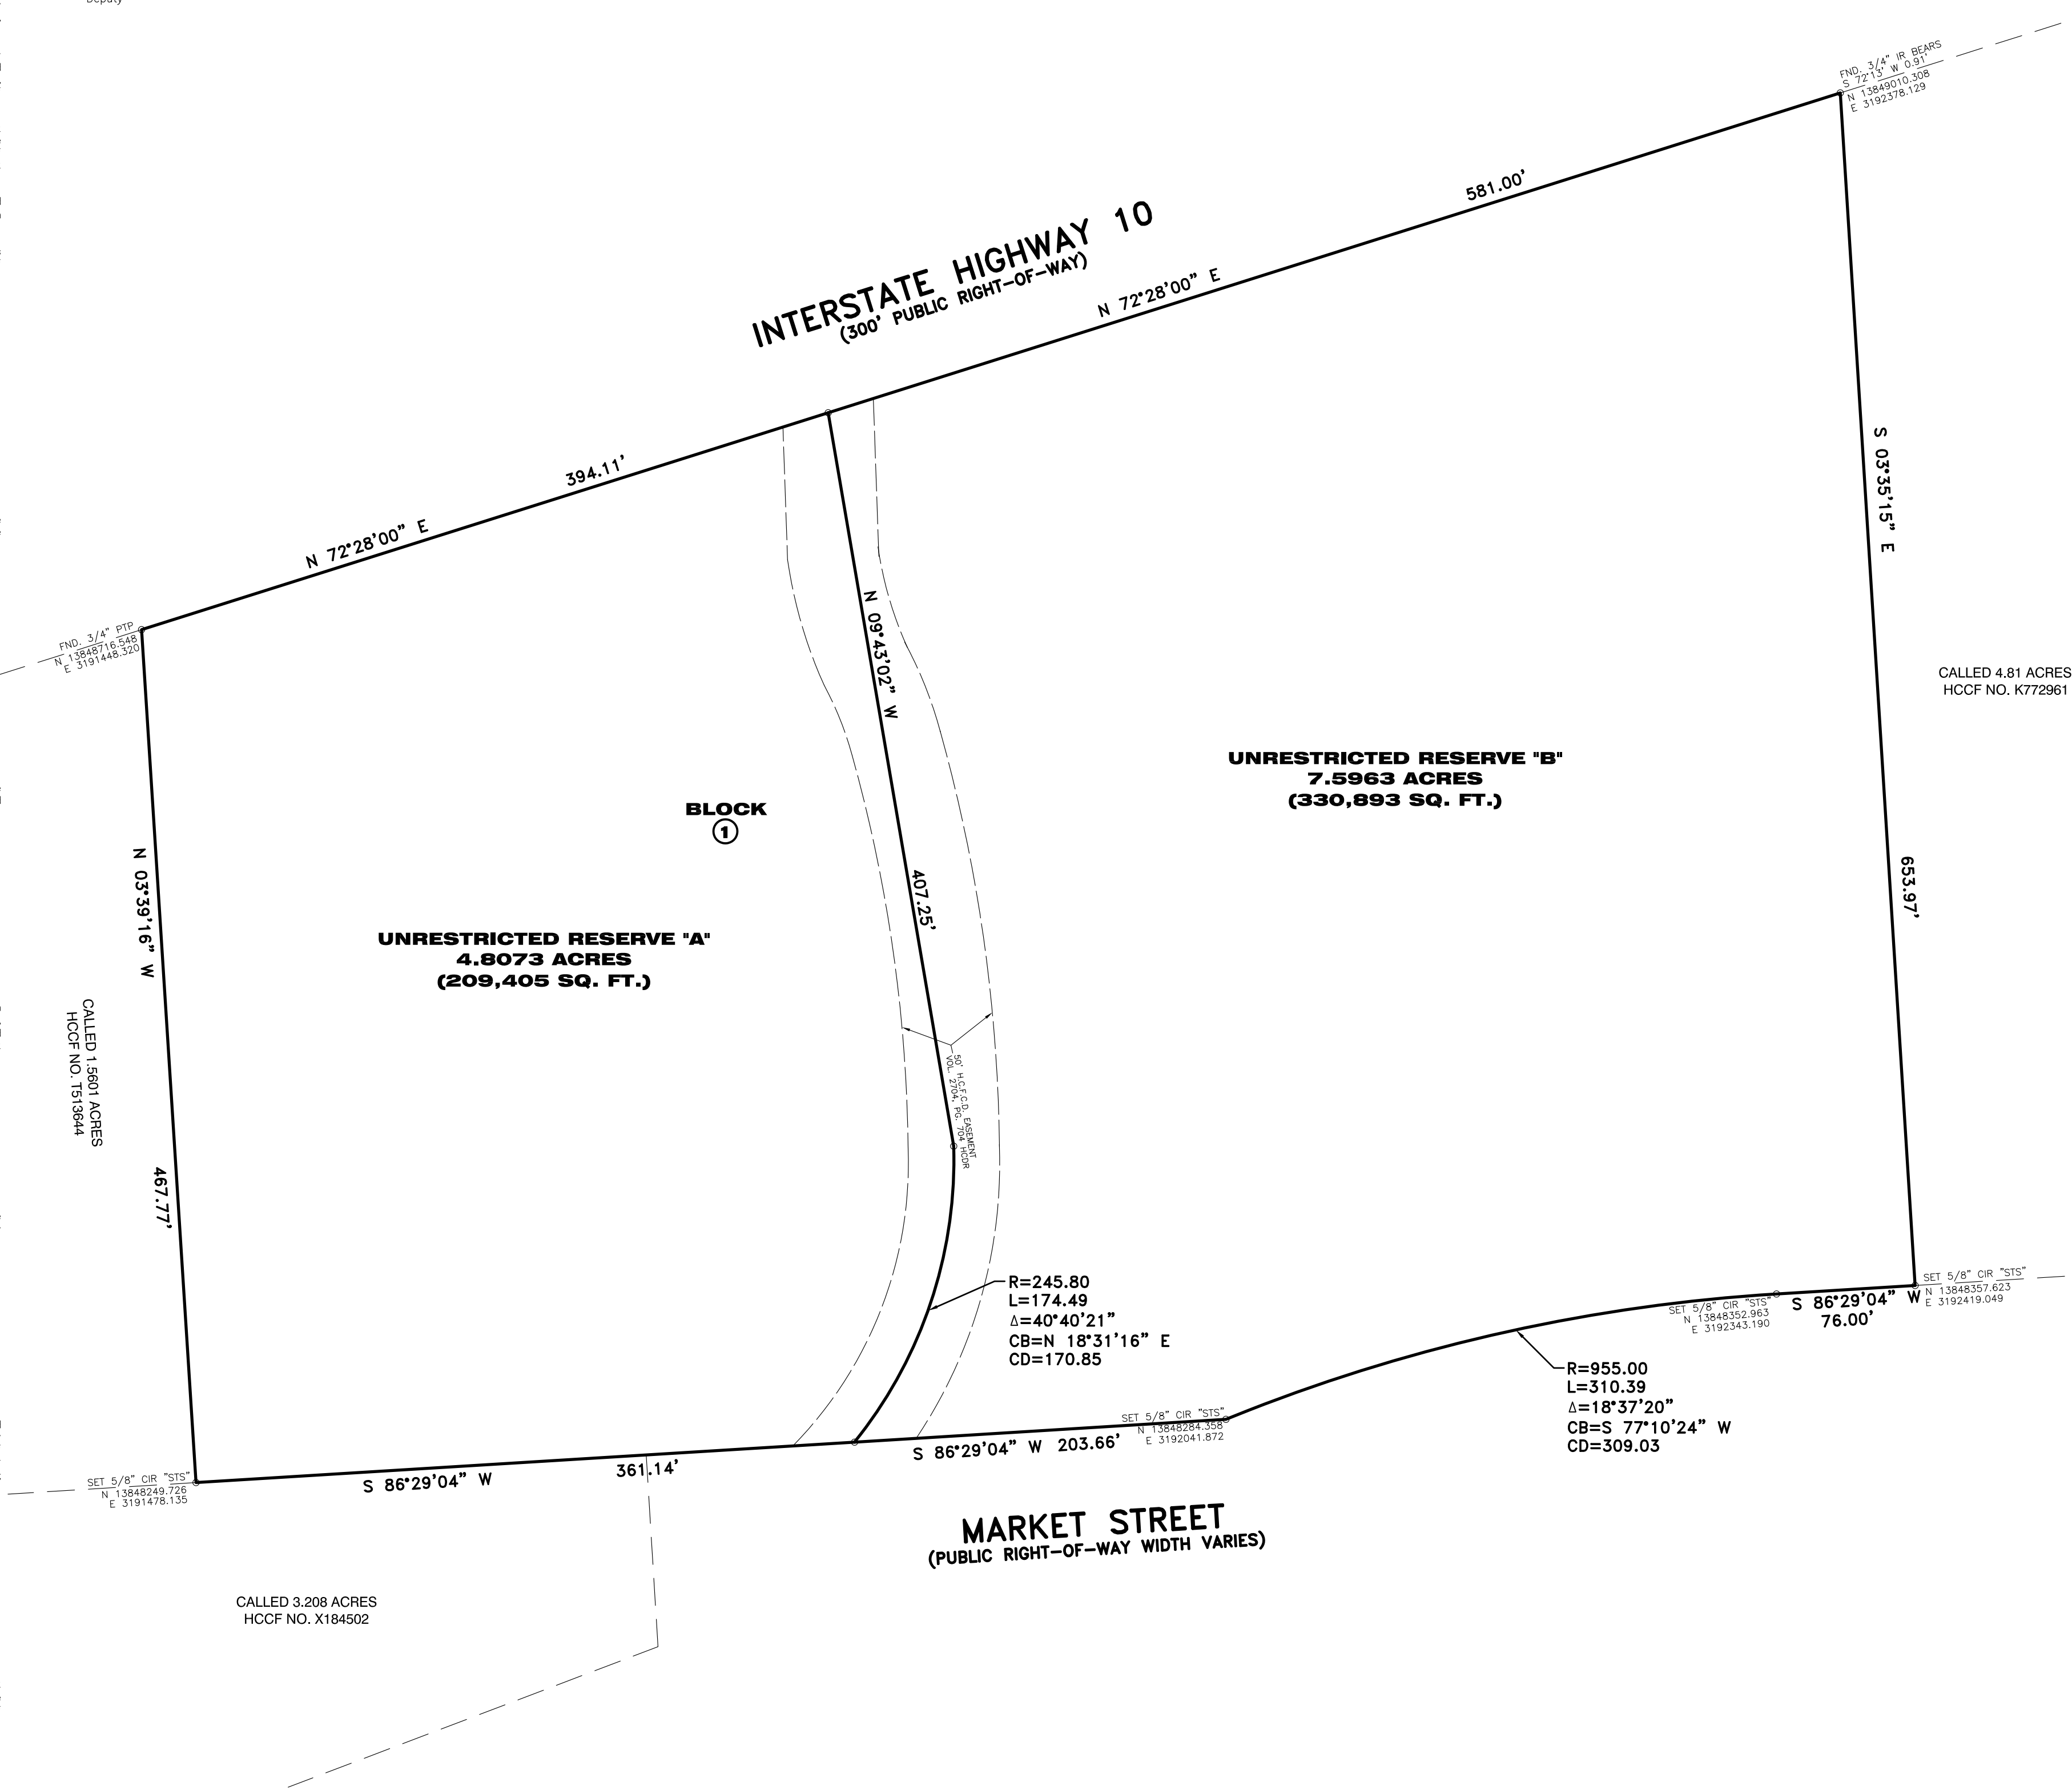 Deputy
FND. 3/4" IR BEARS
S 72°13' W 0.91'
N 13849010.308
E 3192378.129
581.00'
INTERSTATE HIGHWAY 10
(300' PUBLIC RIGHT-OF-WAY)
N 72°28'00" E
394.11'
N 72°28'00" E
FND. 3/4" PTP
N 13848716.548
E 3191448.320
S 03°35'15" E
N 09°43'02" W
CALLED 4.81 ACRES
HCCF NO. K772961
UNRESTRICTED RESERVE "B"
7.5963 ACRES
(330,893 SQ. FT.)
BLOCK
1
N 03°39'16" W
407.25'
653.97'
UNRESTRICTED RESERVE "A"
4.8073 ACRES
(209,405 SQ. FT.)
CALLED 1.5601 ACRES
HCCF NO. T513644
50' H.C.F.C.D. EASEMENT
VOL. 2704, PG. 704 HCDR
467.77'
R=245.80
L=174.49
Δ=40°40'21"
CB=N 18°31'16" E
CD=170.85
SET 5/8" CIR "STS"
N 13848357.623
E 3192419.049
S 86°29'04" W
76.00'
SET 5/8" CIR "STS"
N 13848352.963
E 3192343.190
R=955.00
L=310.39
Δ=18°37'20"
CB=S 77°10'24" W
CD=309.03
SET 5/8" CIR "STS"
N 13848284.358
E 3192041.872
S 86°29'04" W 203.66'
361.14'
S 86°29'04" W
SET 5/8" CIR "STS"
N 13848249.726
E 3191478.135
MARKET STREET
(PUBLIC RIGHT-OF-WAY WIDTH VARIES)
CALLED 3.208 ACRES
HCCF NO. X184502